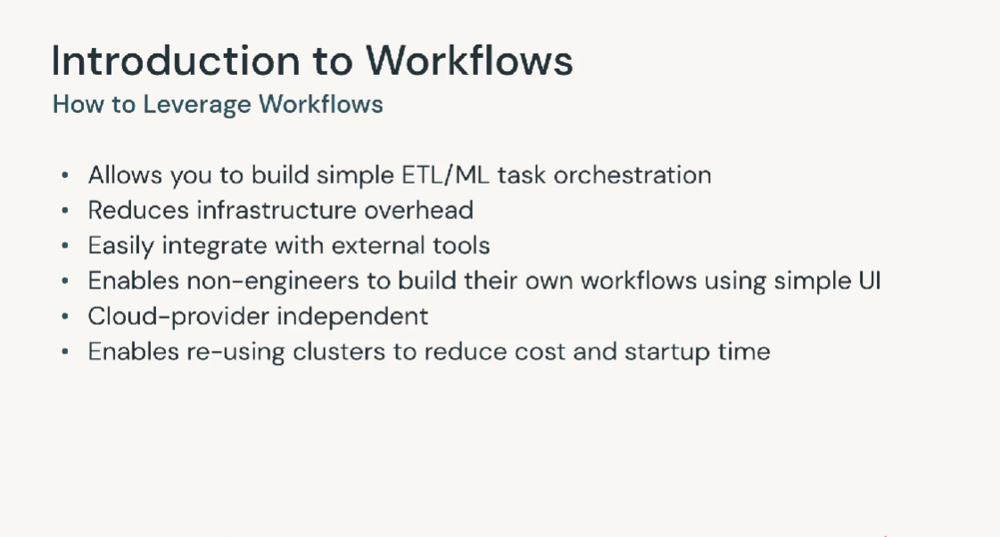 Introduction to Workflows
How to Leverage Workflows
• Allows you to build simple ETL/ML task orchestration
• Reduces infrastructure overhead
• Easily integrate with external tools
• Enables non-engineers to build their own workflows using simple UI
• Cloud-provider independent
• Enables re-using clusters to reduce cost and startup time